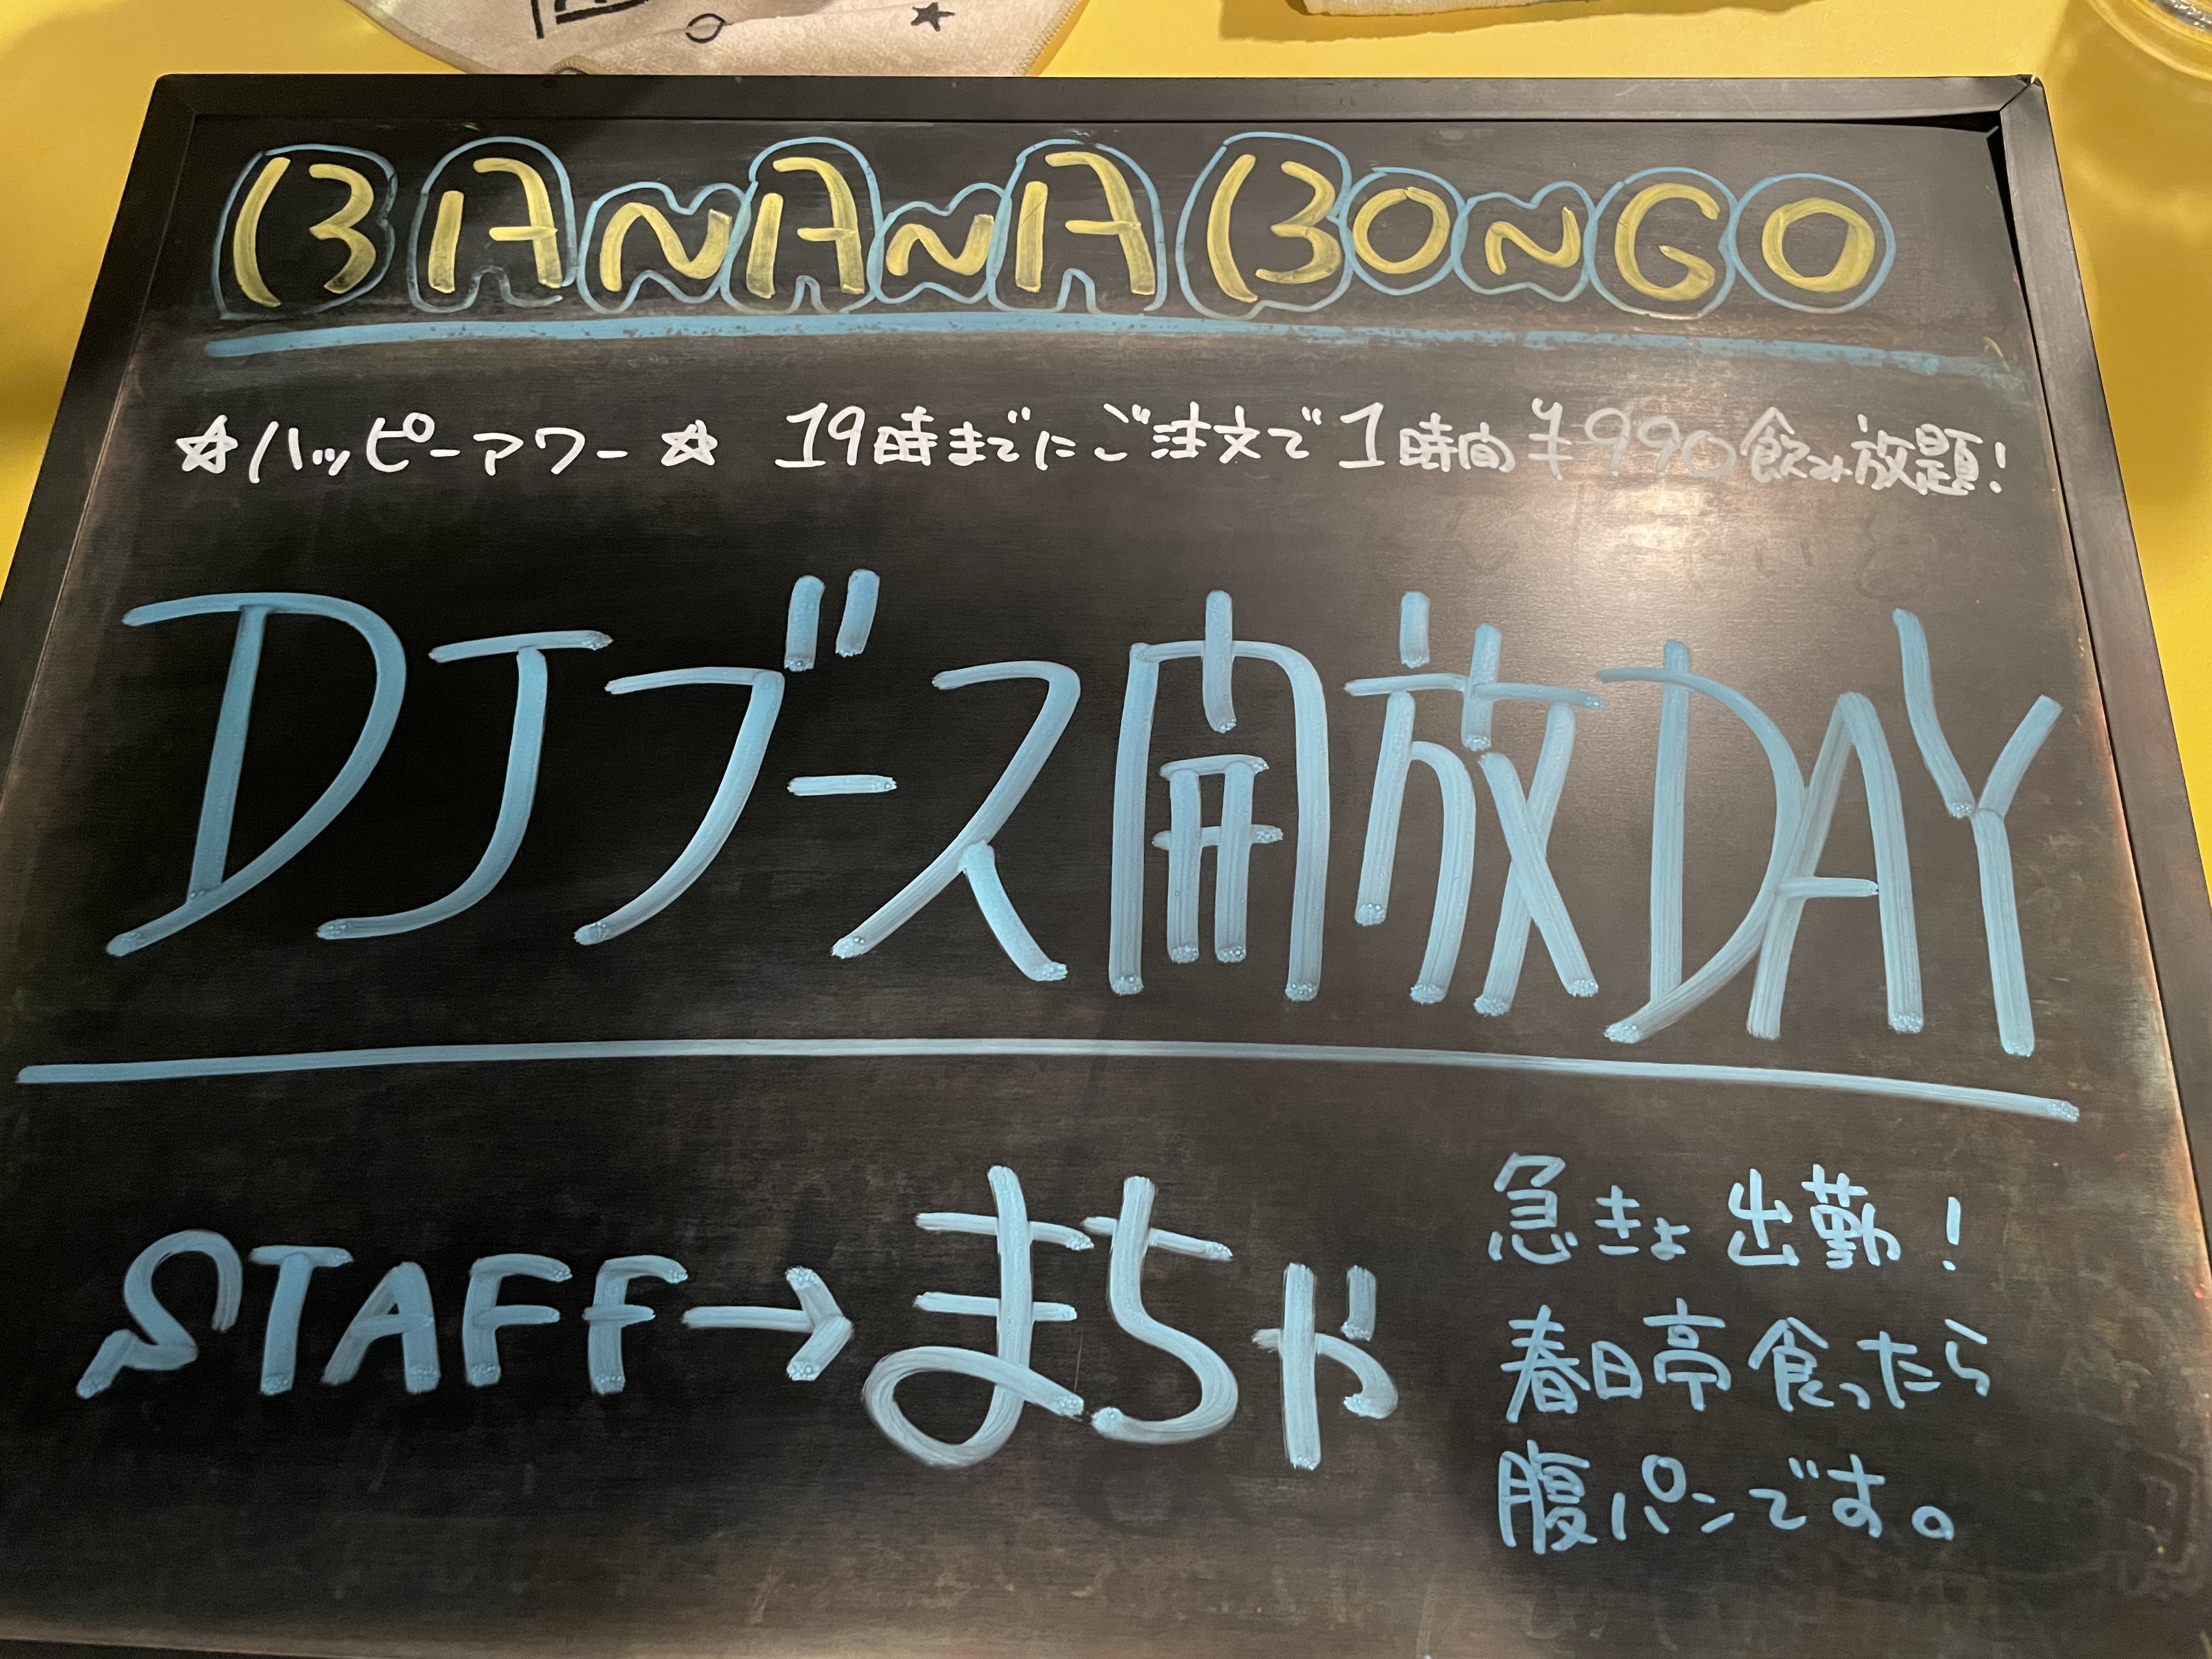 BANANA BONGO
☆ハッピーアワー☆ 19時までにご注文で1時間¥990飲み放題!
DJブース開放DAY
STAFF→まちゃ
急きょ出勤!
春日亭食ったら
腹パンです。